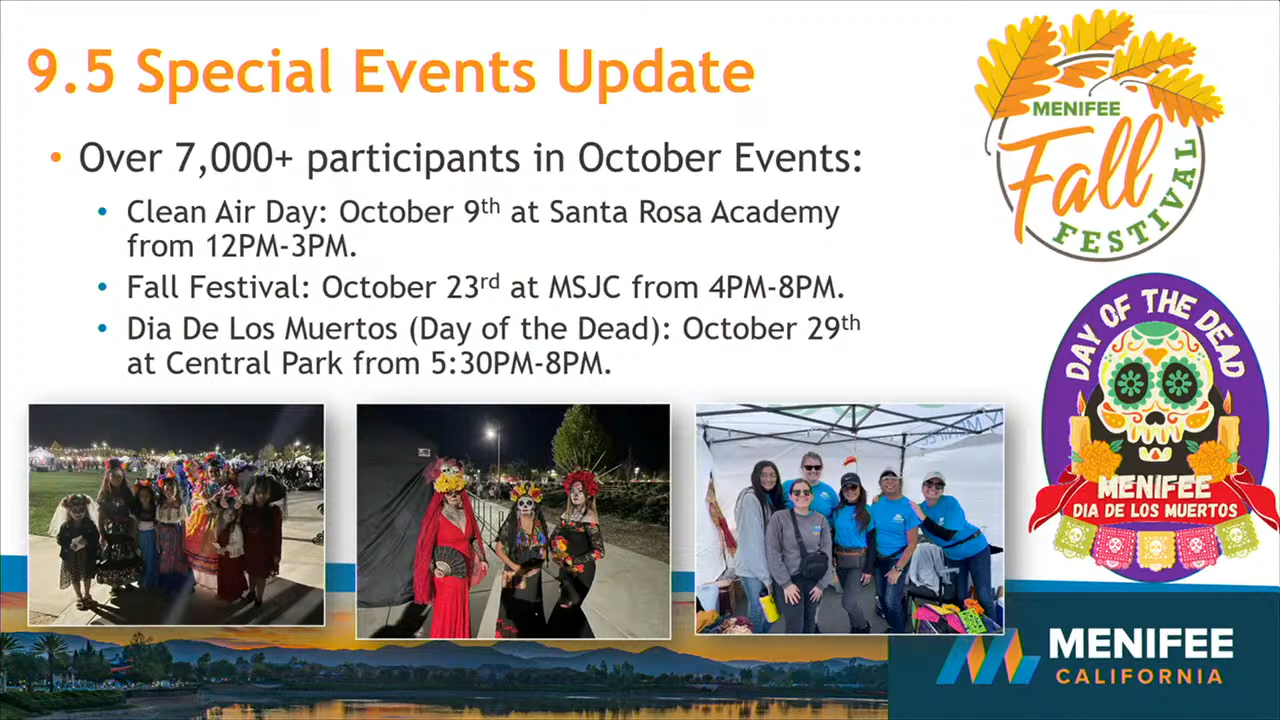 9.5 Special Events Update
• Over 7,000+ participants in October Events:
• Clean Air Day: October 9th at Santa Rosa Academy
from 12PM-3PM.
• Fall Festival: October 23rd at MSJC from 4PM-8PM.
• Dia De Los Muertos (Day of the Dead): October 29th
at Central Park from 5:30PM-8PM.
MENIFEE
Fall
FESTIVAL
DAY OF THE DEAD
MENIFEE
DIA DE LOS MUERTOS
MENIFEE
CALIFORNIA